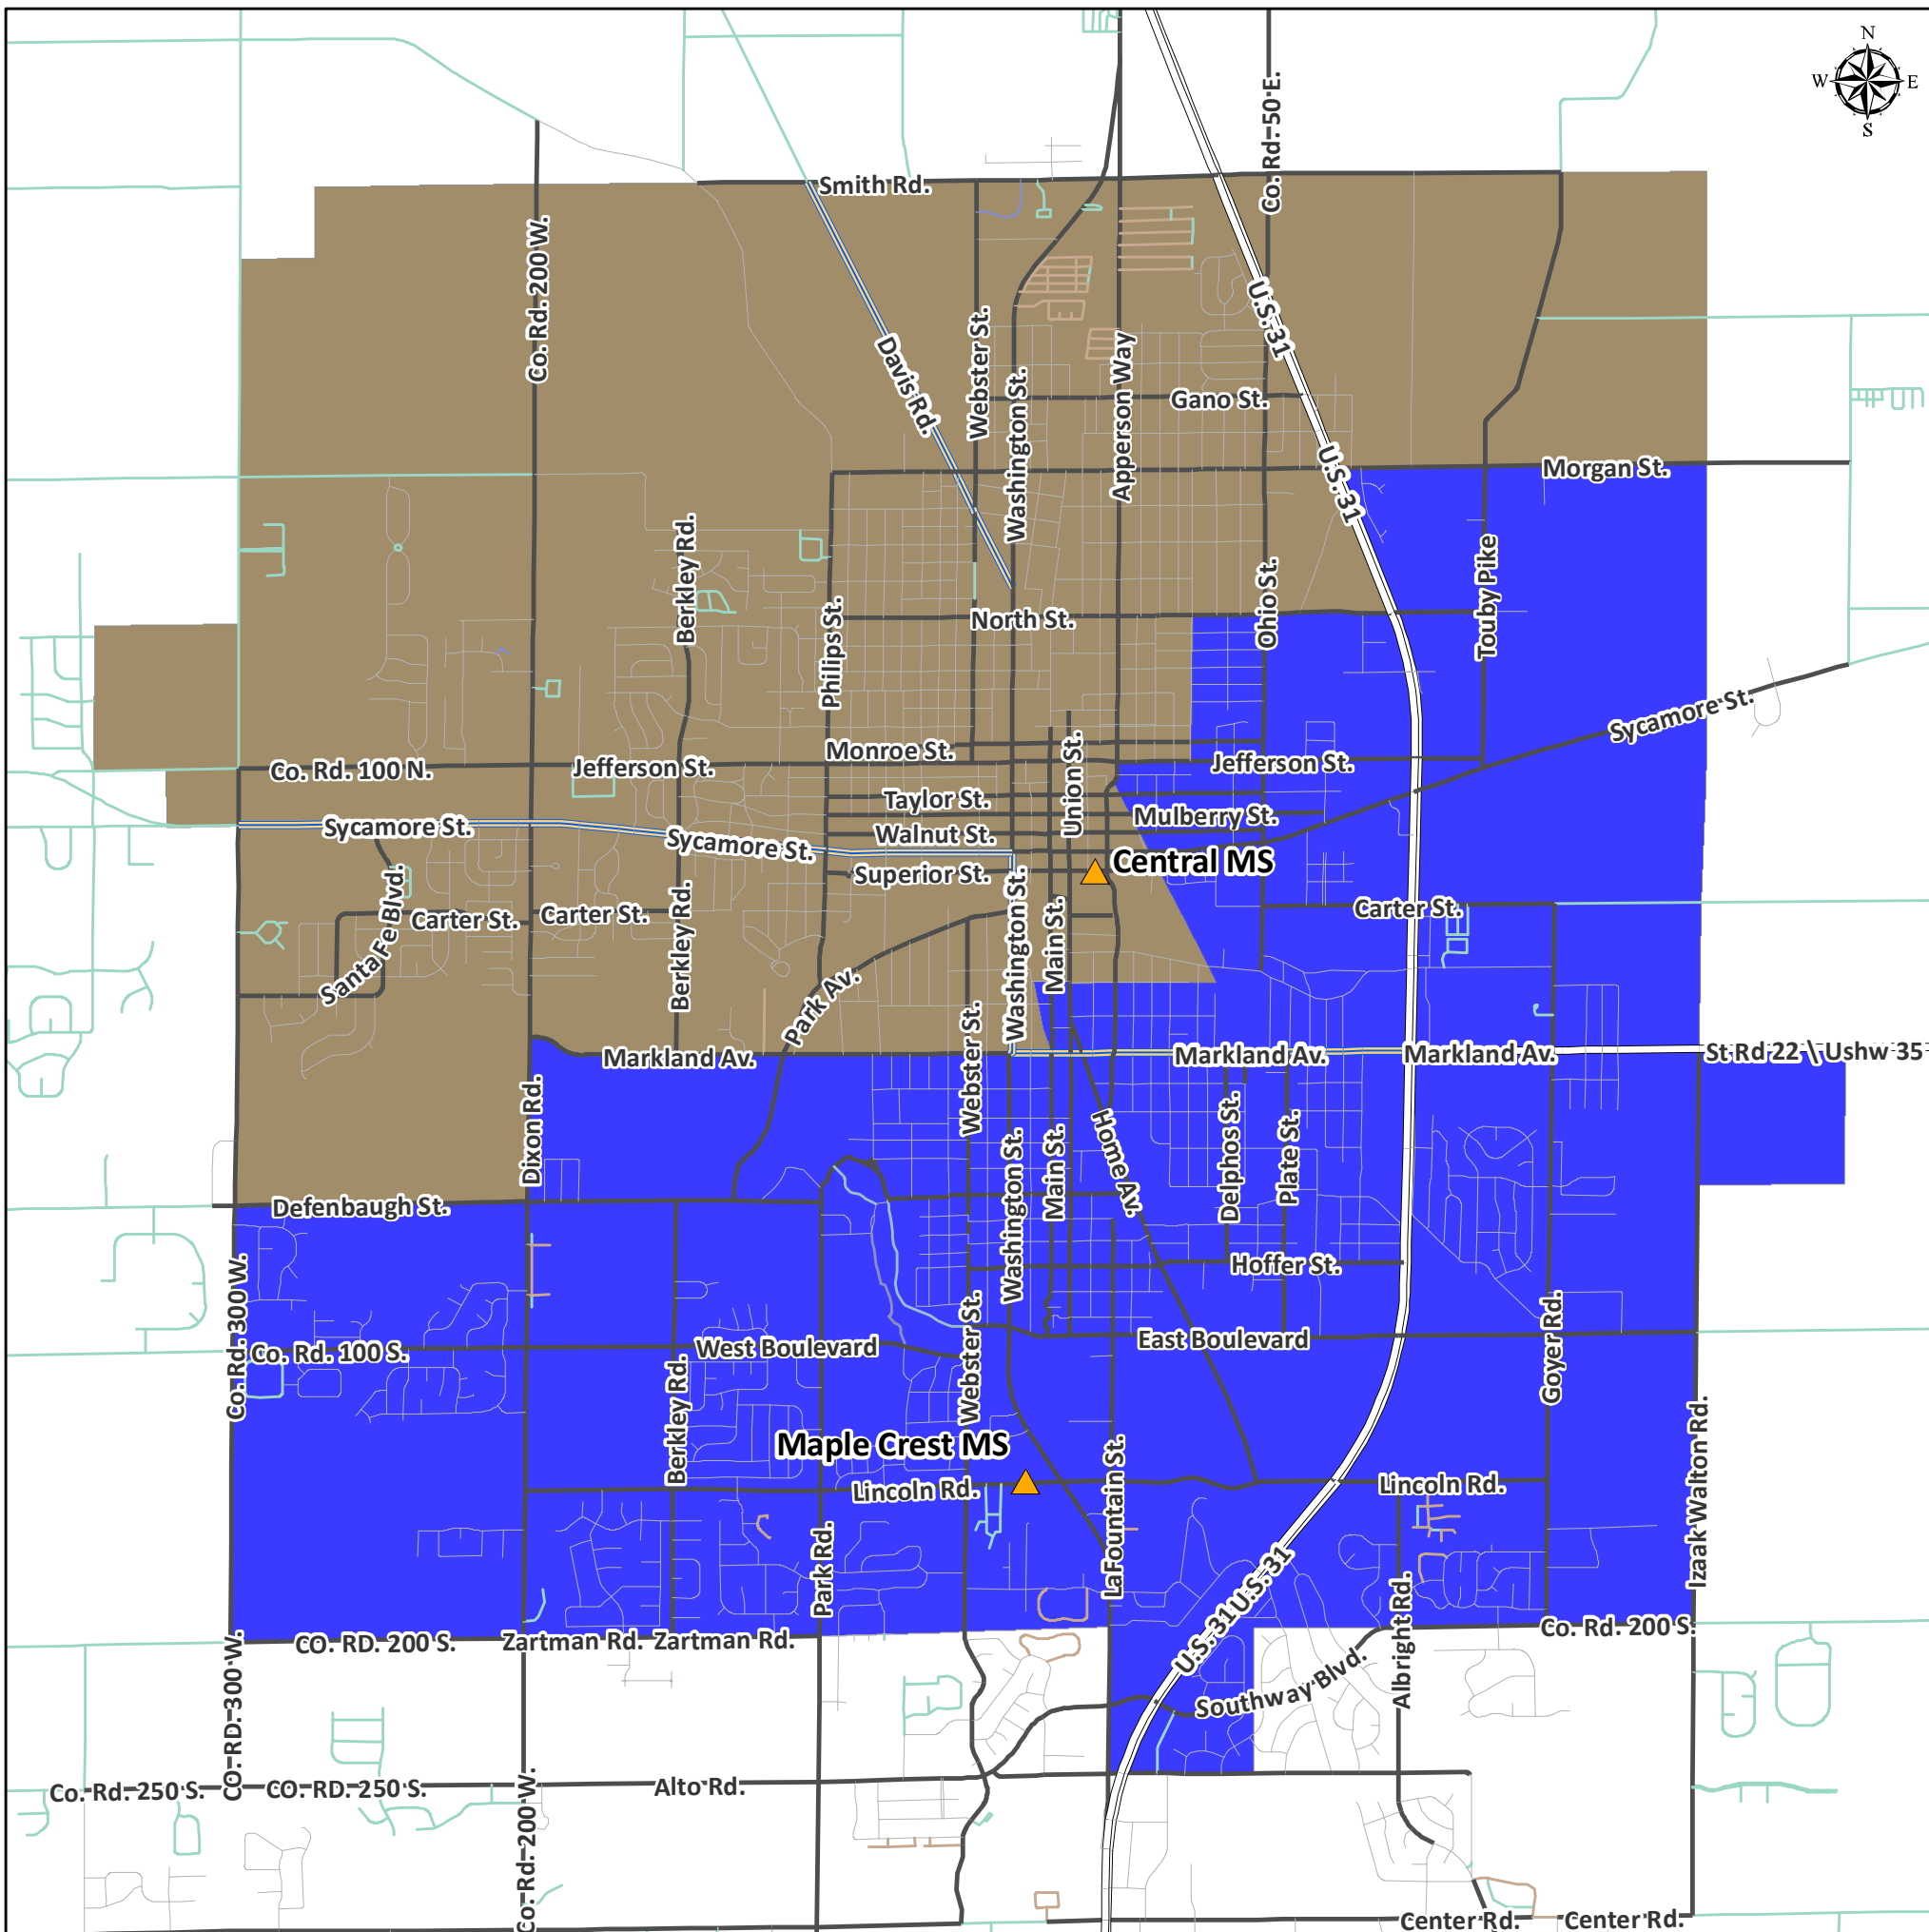 N
W
E
S
Co. Rd. 50 E.
Smith Rd.
Co. Rd. 200 W.
U.S. 31
Davis Rd.
Webster St.
Washington St.
Apperson Way
Gano St.
U.S. 31
Morgan St.
Berkley Rd.
Philips St.
North St.
Ohio St.
Touby Pike
Sycamore St.
Monroe St.
Union St.
Co. Rd. 100 N.
Jefferson St.
Jefferson St.
Taylor St.
Mulberry St.
Sycamore St.
Sycamore St.
Walnut St.
Superior St.
Central MS
Santa Fe Blvd.
Carter St.
Carter St.
Berkley Rd.
Washington St.
Main St.
Carter St.
Park Av.
Webster St.
Markland Av.
Markland Av.
Markland Av.
St Rd 22 \ Ushw 35
Dixon Rd.
Home Av.
Delphos St.
Plate St.
Washington St.
Main St.
Defenbaugh St.
Hoffer St.
Co. Rd. 300 W.
Co. Rd. 100 S.
West Boulevard
Webster St.
East Boulevard
Goyer Rd.
Berkley Rd.
Maple Crest MS
Lincoln Rd.
LaFountain St.
Lincoln Rd.
Izaak Walton Rd.
Park Rd.
U.S. 31
U.S. 31
Albright Rd.
CO. RD. 200 S.
Zartman Rd.
Zartman Rd.
Co. Rd. 200 S.
CO. RD. 300 W.
Southway Blvd.
Co. Rd. 250 S.
CO. RD. 250 S.
Alto Rd.
Co. Rd. 200 W.
Center Rd.
Center Rd.